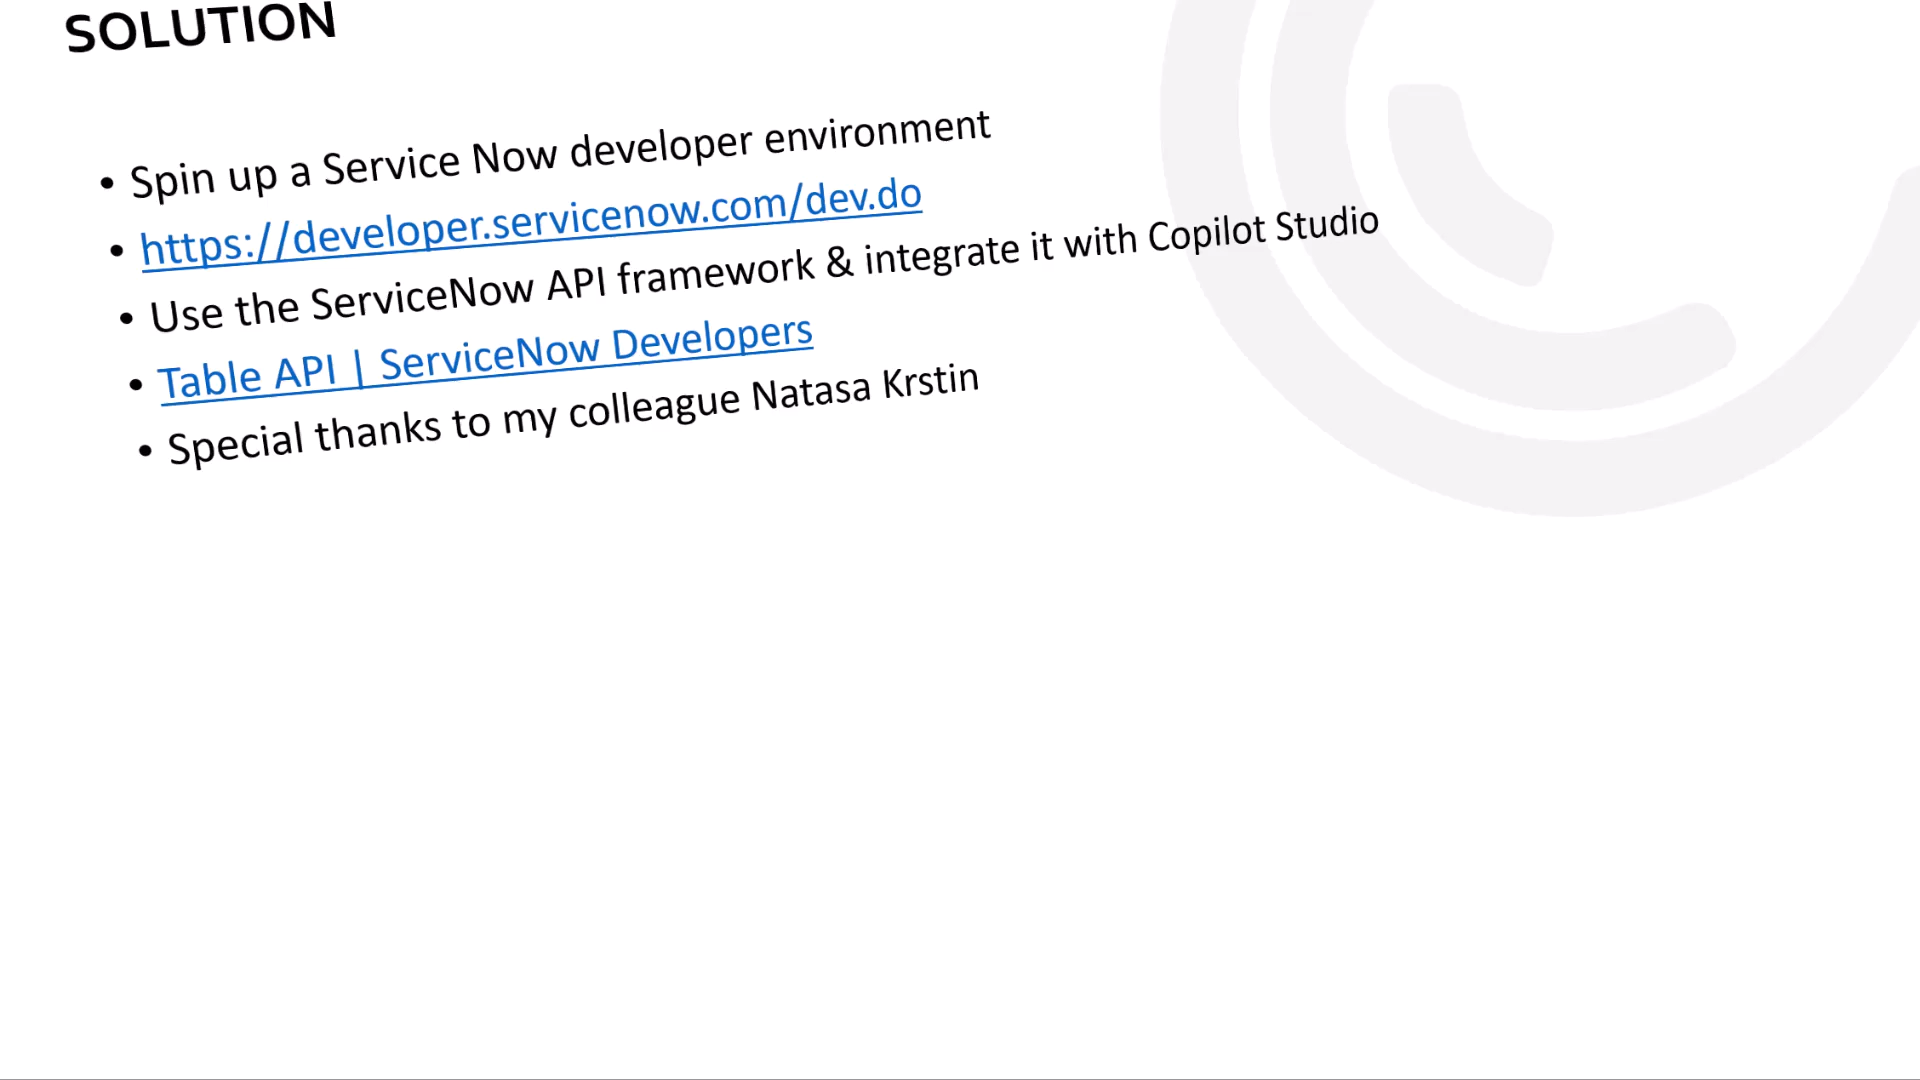 SOLUTION
• Spin up a Service Now developer environment
• https://developer.servicenow.com/dev.do
• Use the ServiceNow API framework & integrate it with Copilot Studio
• Table API | ServiceNow Developers
• Special thanks to my colleague Natasa Krstin